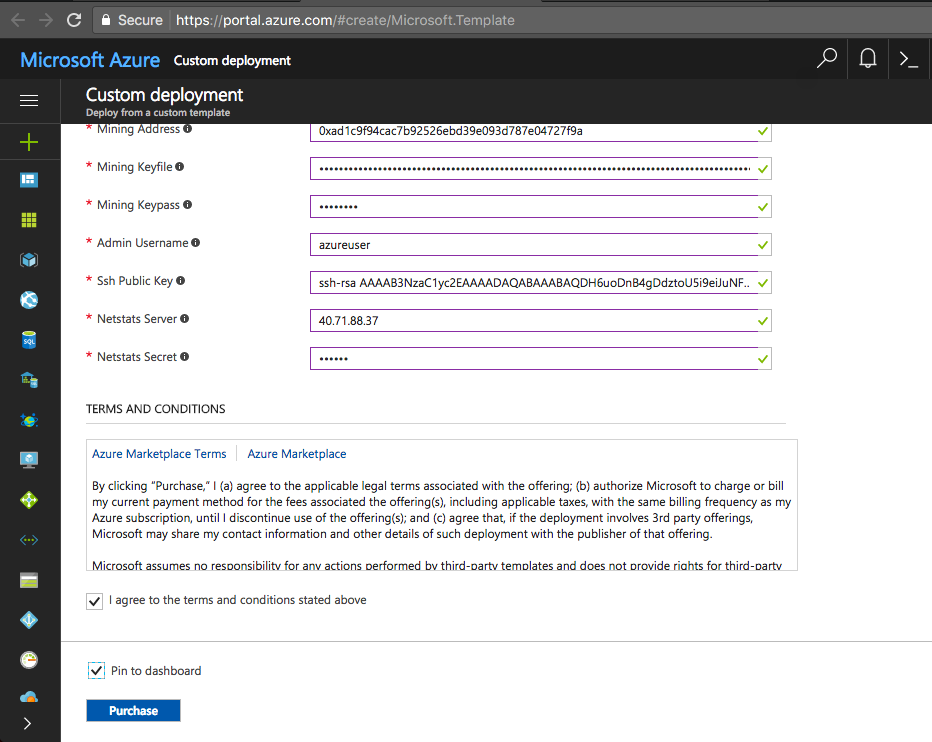 Secure https://portal.azure.com/#create/Microsoft.Template
Microsoft Azure Custom deployment
Custom deployment
Deploy from a custom template
* Mining Address 0xad1c9f94cac7b92526ebd39e093d787e04727f9a
* Mining Keyfile ••••••••••••••••••••••••••••••••••••••••••••••••••••••••••••••••••••••••••
* Mining Keypass ••••••••
* Admin Username azureuser
* Ssh Public Key ssh-rsa AAAAB3NzaC1yc2EAAAADAQABAAABAQDH6uoDnB4gDdztoU5i9eiJuNF...
* Netstats Server 40.71.88.37
* Netstats Secret ••••••
TERMS AND CONDITIONS
Azure Marketplace Terms Azure Marketplace
By clicking "Purchase," I (a) agree to the applicable legal terms associated with the offering; (b) authorize Microsoft to charge or bill
my current payment method for the fees associated the offering(s), including applicable taxes, with the same billing frequency as my
Azure subscription, until I discontinue use of the offering(s); and (c) agree that, if the deployment involves 3rd party offerings,
Microsoft may share my contact information and other details of such deployment with the publisher of that offering.
Microsoft assumes no responsibility for any actions performed by third-party templates and does not provide rights for third-party
I agree to the terms and conditions stated above
Pin to dashboard
Purchase
SQL